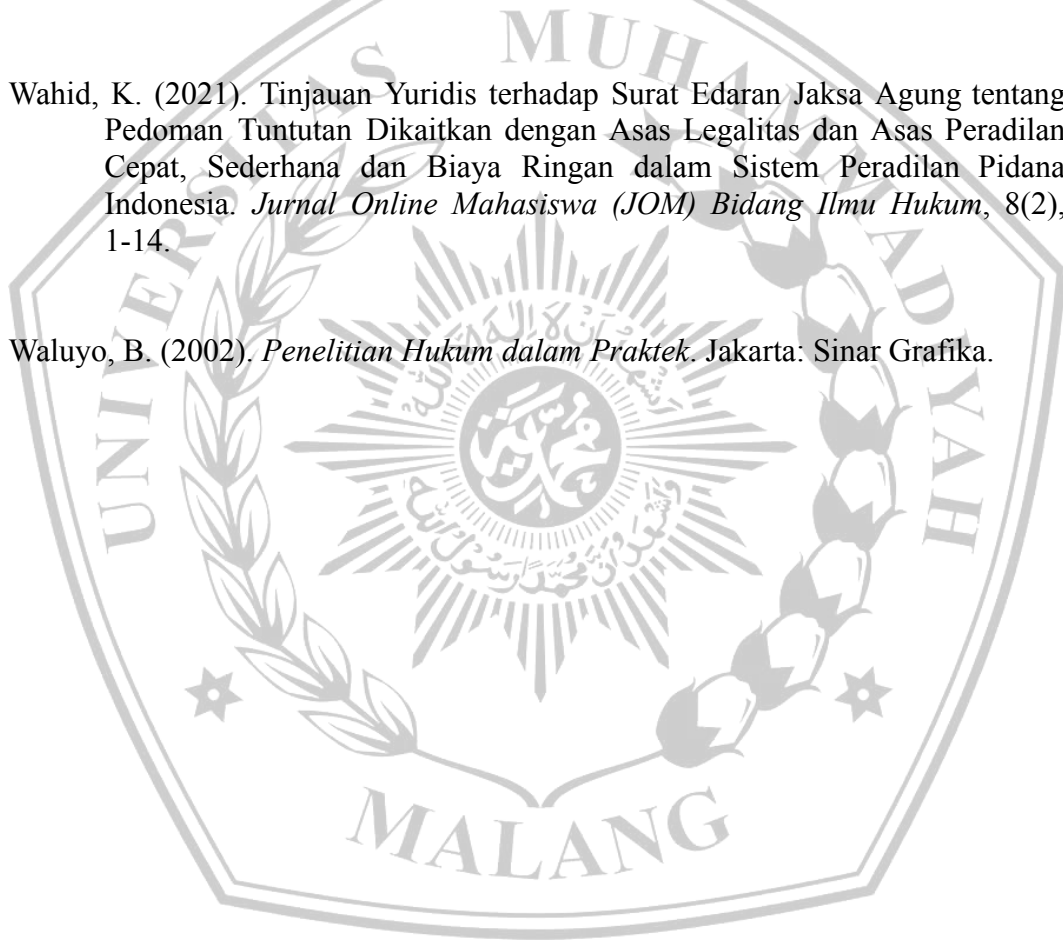 UNIVERSITAS MUHAMMADIYAH
Wahid, K. (2021). Tinjauan Yuridis terhadap Surat Edaran Jaksa Agung tentang
Pedoman Tuntutan Dikaitkan dengan Asas Legalitas dan Asas Peradilan
Cepat, Sederhana dan Biaya Ringan dalam Sistem Peradilan Pidana
Indonesia. Jurnal Online Mahasiswa (JOM) Bidang Ilmu Hukum, 8(2),
1-14.
Waluyo, B. (2002). Penelitian Hukum dalam Praktek. Jakarta: Sinar Grafika.
MALANG